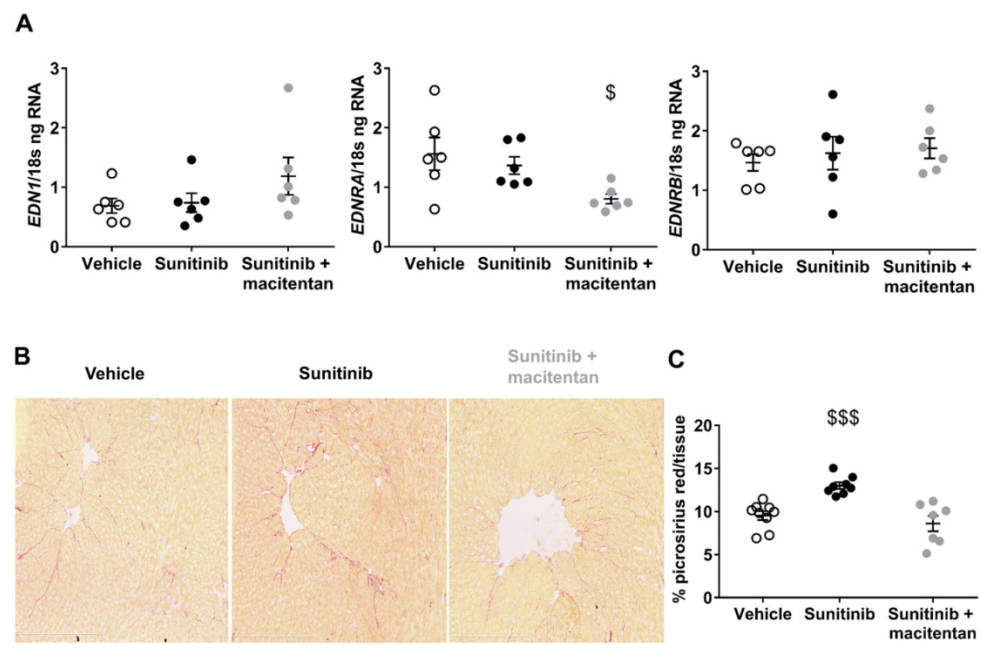 A
EDN1/18s ng RNA
3
2
1
0
Vehicle
Sunitinib
Sunitinib +
macitentan
EDNRA/18s ng RNA
3
2
1
0
$
Vehicle
Sunitinib
Sunitinib +
macitentan
EDNRB/18s ng RNA
3
2
1
0
Vehicle
Sunitinib
Sunitinib +
macitentan
B
Vehicle
Sunitinib
Sunitinib +
macitentan
C
% picrosirius red/tissue
20
15
10
5
0
$$$
Vehicle
Sunitinib
Sunitinib +
macitentan